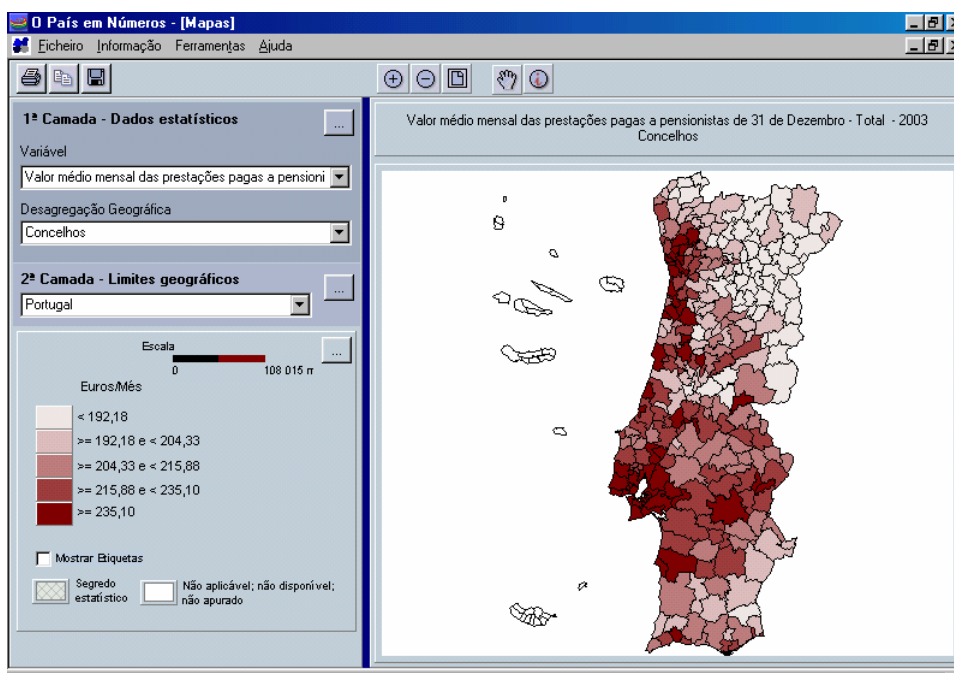 O País em Números - [Mapas]
Ficheiro Informação Ferramentas Ajuda
1ª Camada - Dados estatísticos
...
Variável
Valor médio mensal das prestações pagas a pensioni
Desagregação Geográfica
Concelhos
2ª Camada - Limites geográficos
...
Portugal
Escala
...
0 108 015 m
Euros/Mês
< 192,18
>= 192,18 e < 204,33
>= 204,33 e < 215,88
>= 215,88 e < 235,10
>= 235,10
Mostrar Etiquetas
Segredo
estatístico
Não aplicável; não disponível;
não apurado
Valor médio mensal das prestações pagas a pensionistas de 31 de Dezembro - Total - 2003
Concelhos